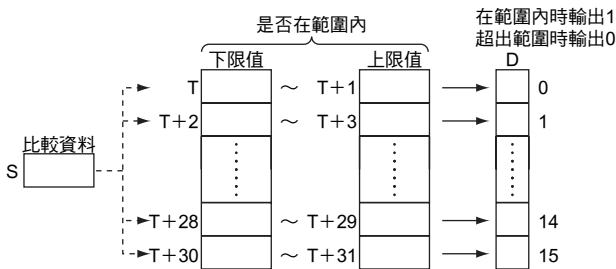 是否在範圍內
在範圍內時輸出1
超出範圍時輸出0
下限值
上限值
D
T ～ T+1 0
T+2 ～ T+3 1
比較資料
S
T+28 ～ T+29 14
T+30 ～ T+31 15